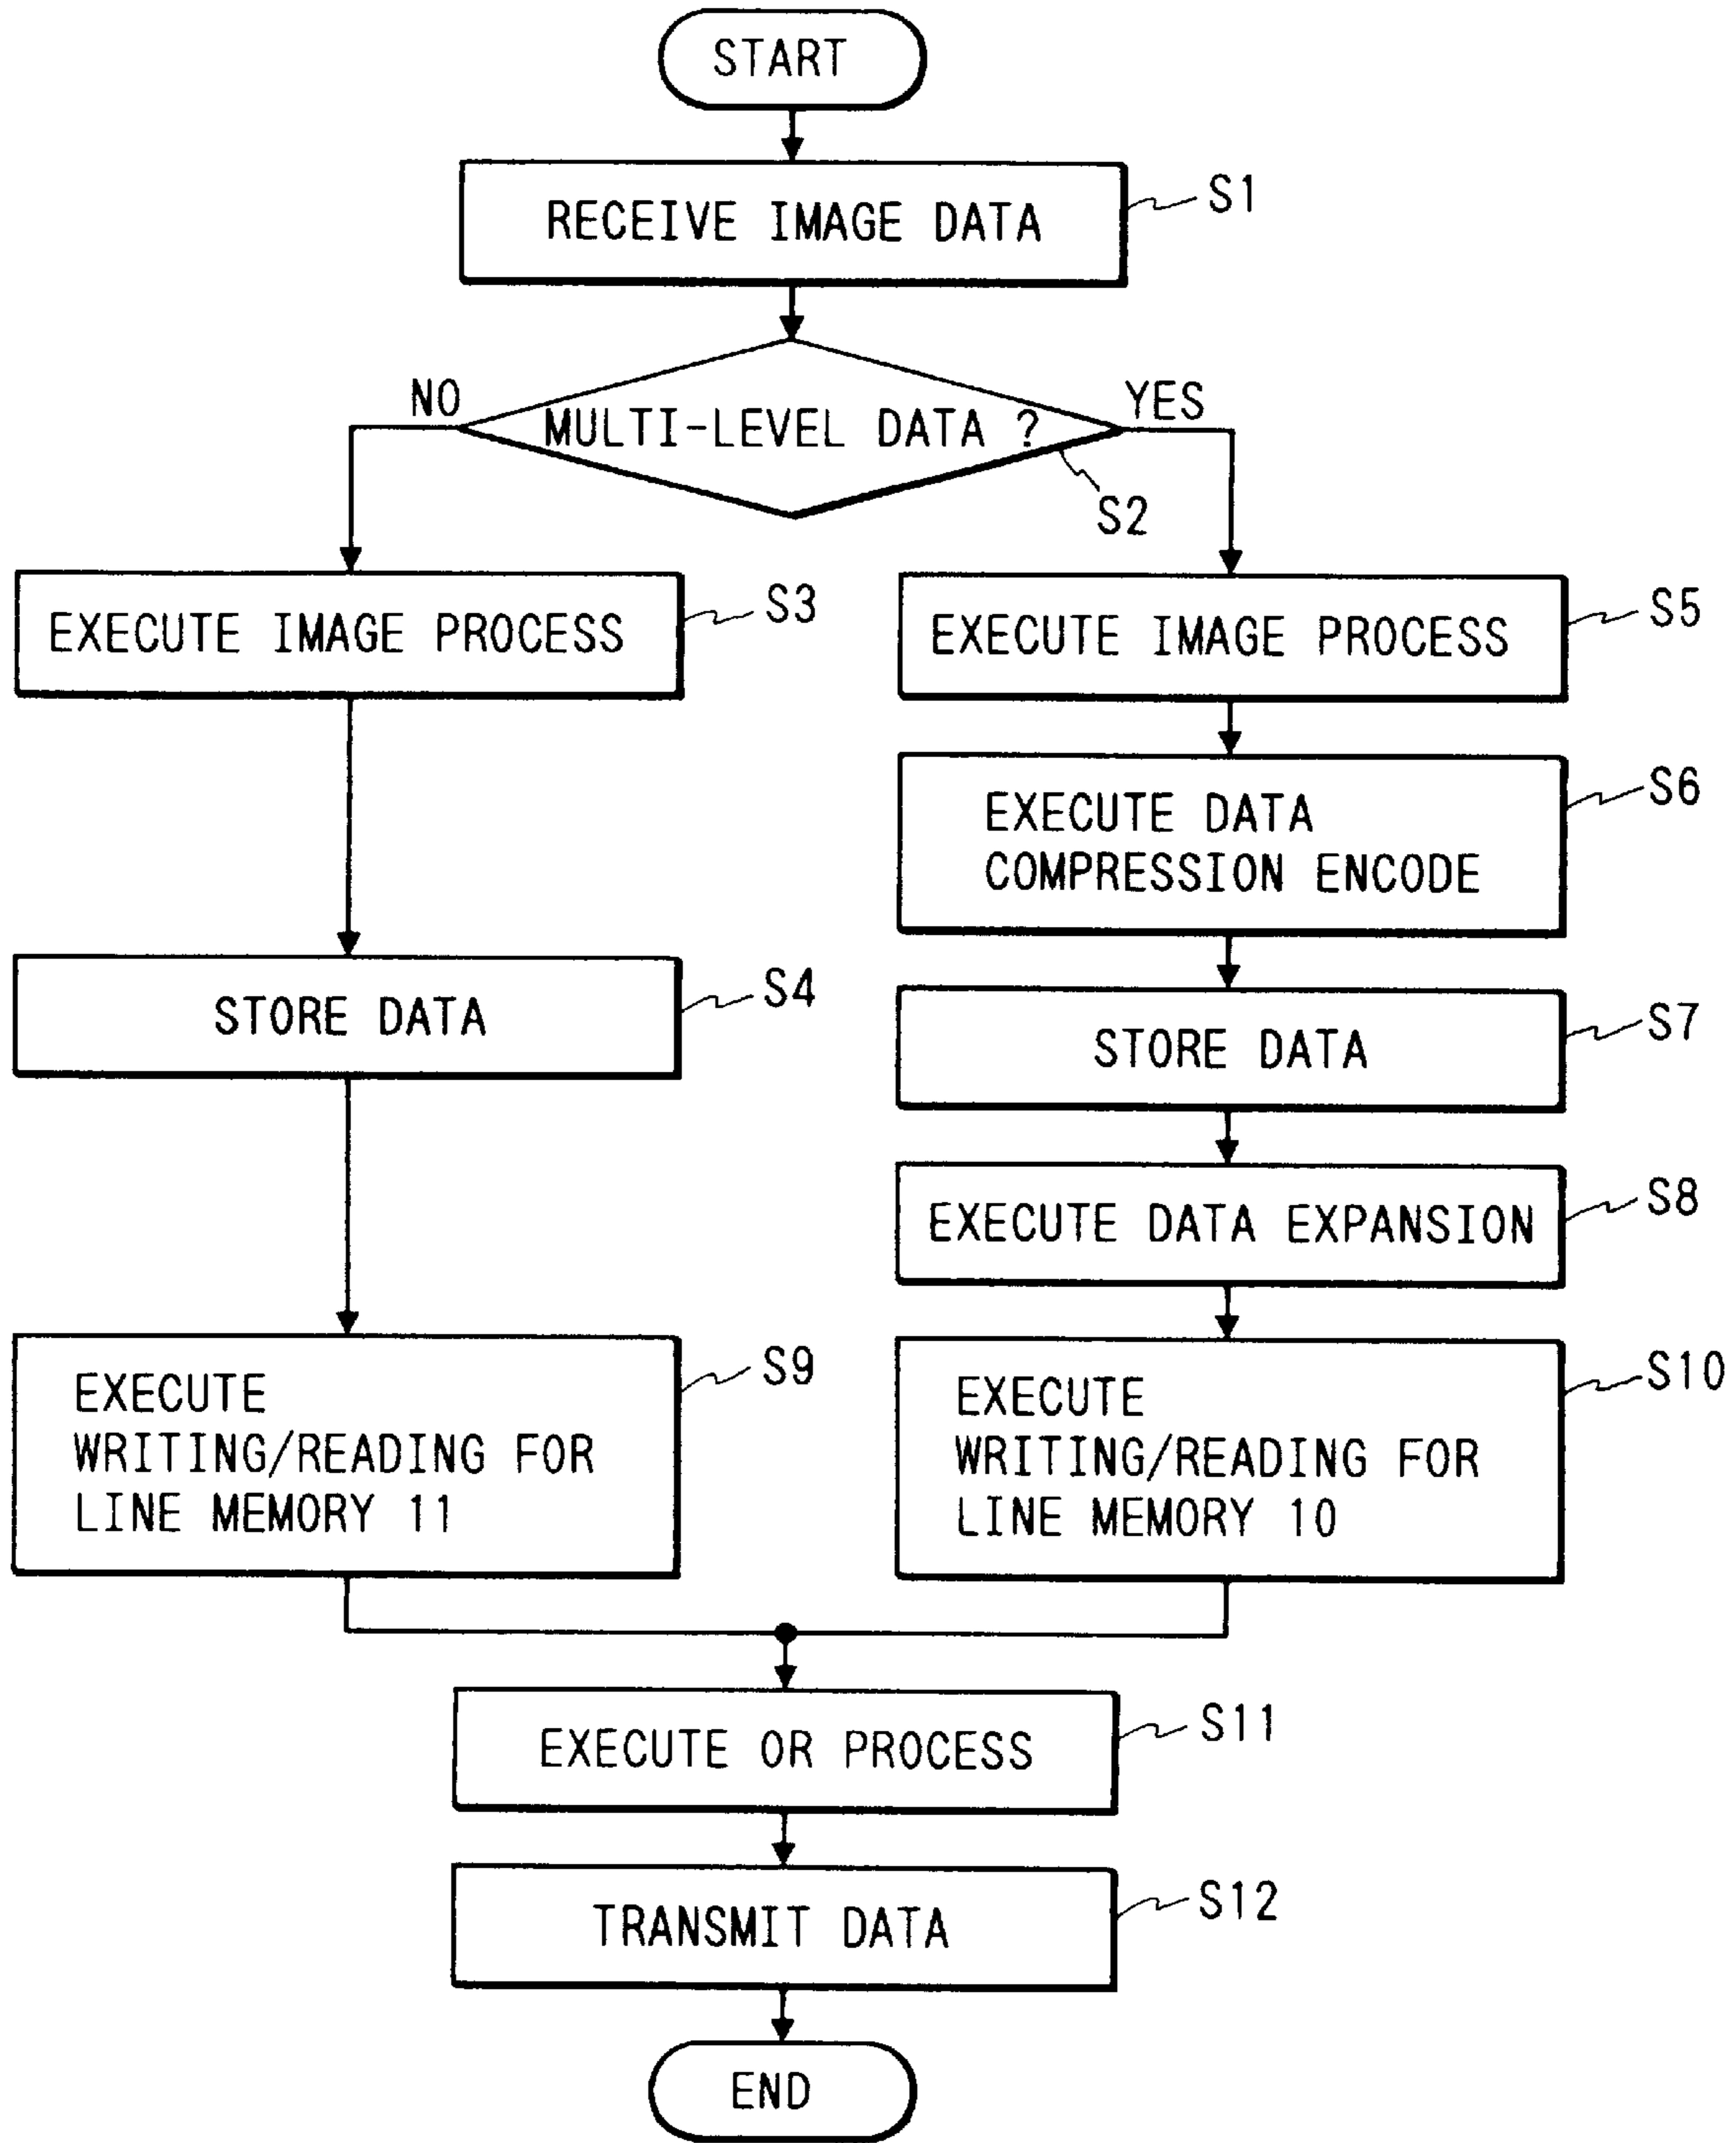 START
RECEIVE IMAGE DATA
S1
NO
MULTI-LEVEL DATA ?
YES
S2
EXECUTE IMAGE PROCESS
S3
EXECUTE IMAGE PROCESS
S5
EXECUTE DATA
COMPRESSION ENCODE
S6
STORE DATA
S4
STORE DATA
S7
EXECUTE DATA EXPANSION
S8
EXECUTE
WRITING/READING FOR
LINE MEMORY 11
S9
EXECUTE
WRITING/READING FOR
LINE MEMORY 10
S10
EXECUTE OR PROCESS
S11
TRANSMIT DATA
S12
END